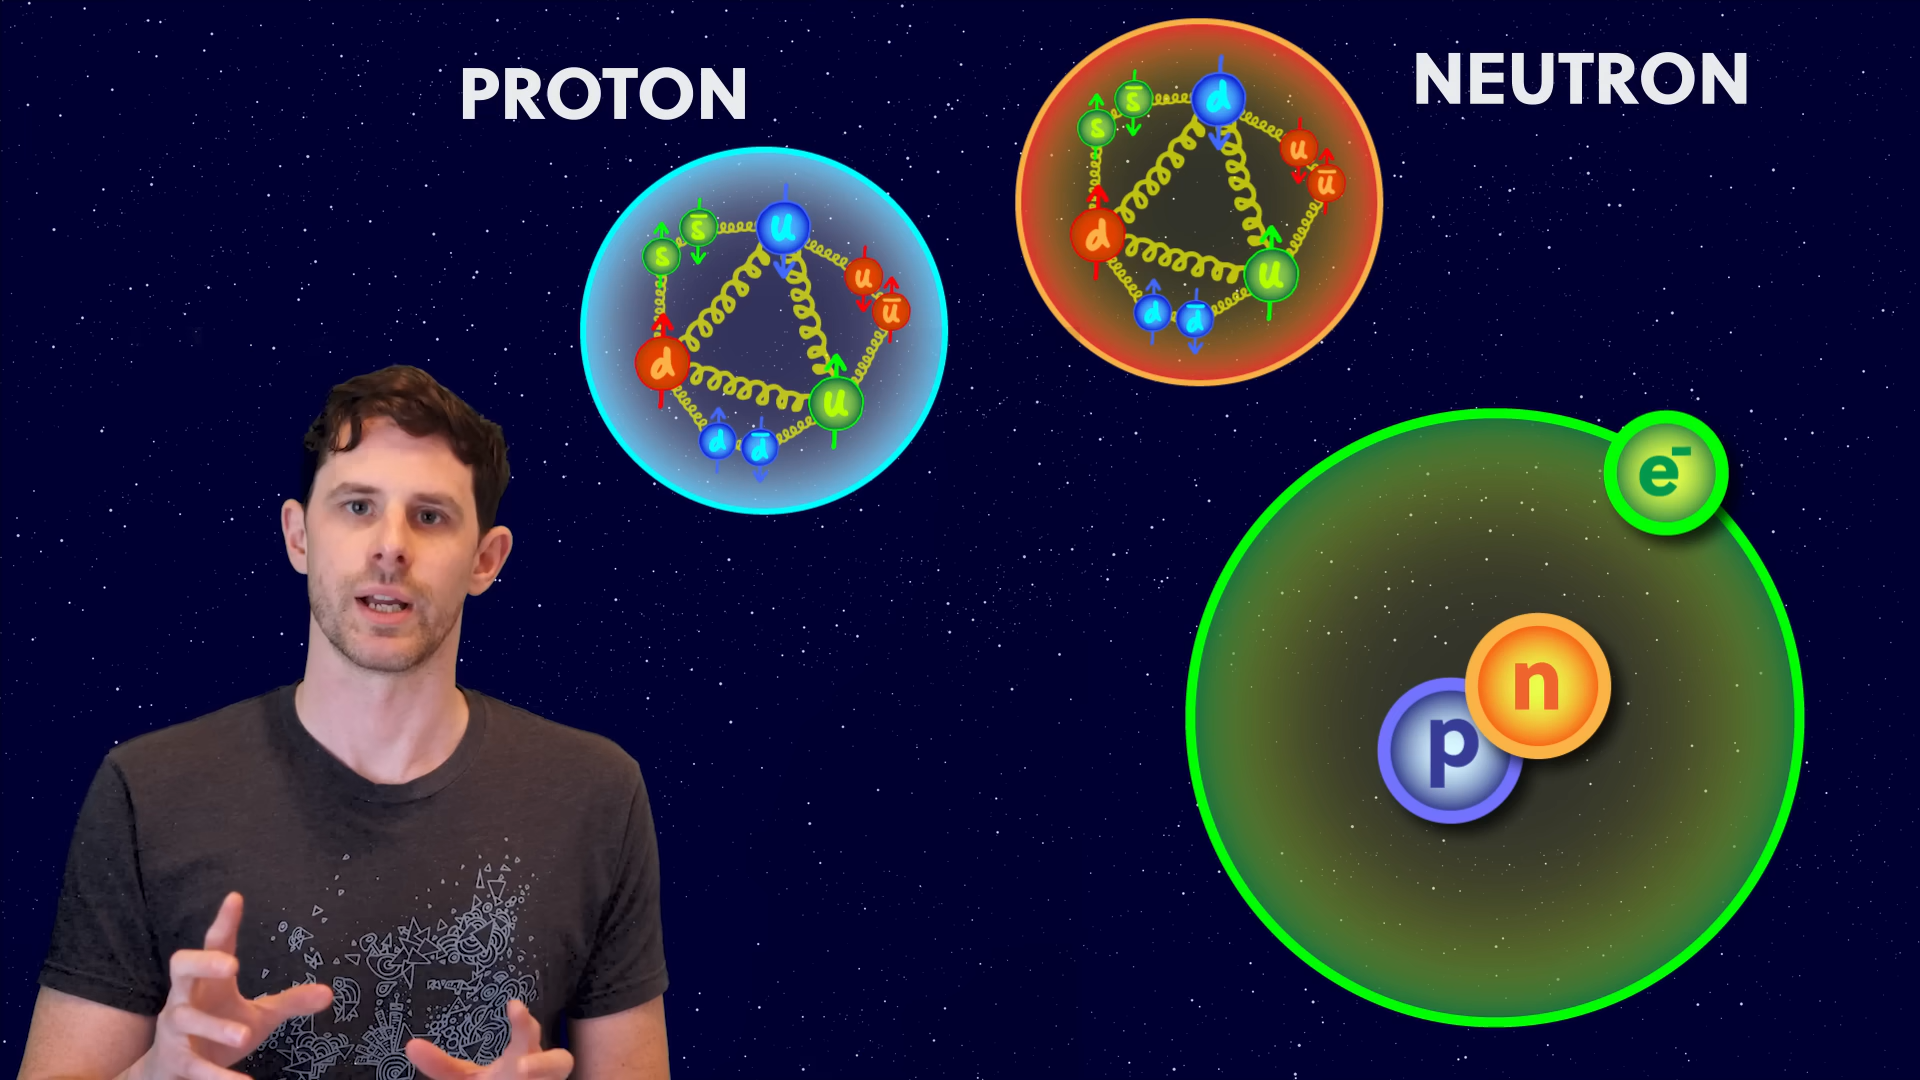 PROTON
NEUTRON
s s̄ u
u ū
d u
d d̄
s s̄ d
u ū
d u
d d̄
e-
n
p